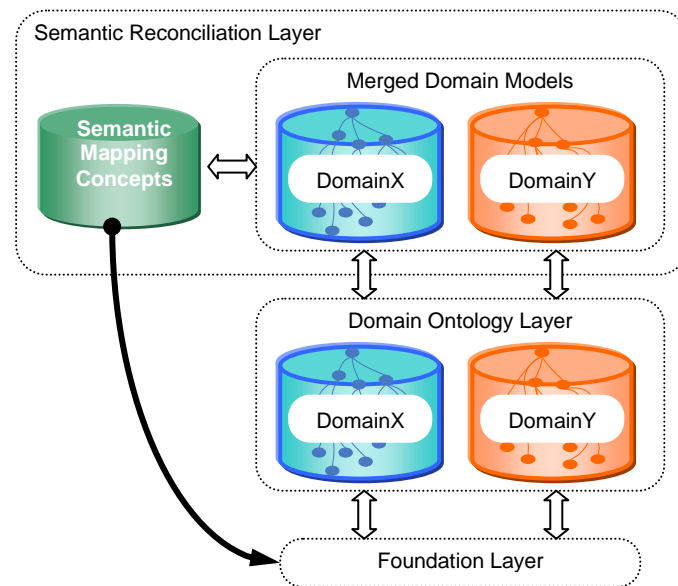 Semantic Reconciliation Layer
Merged Domain Models
Semantic
Mapping
Concepts
DomainX
DomainY
Domain Ontology Layer
DomainX
DomainY
Foundation Layer